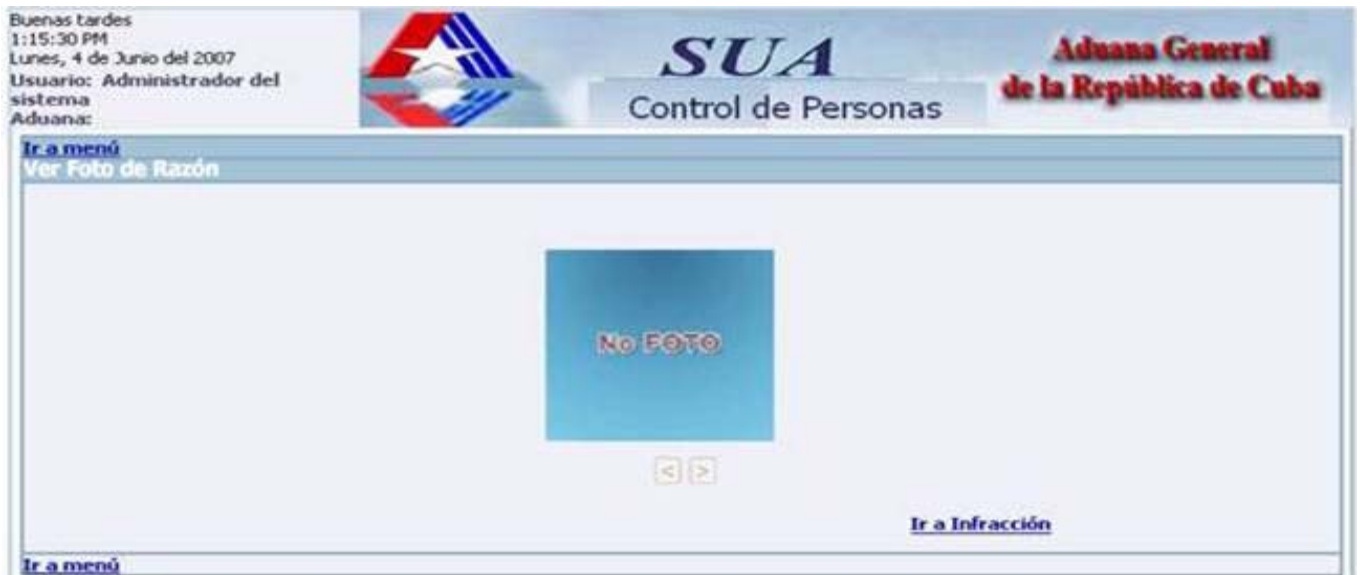 Buenas tardes
1:15:30 PM
Lunes, 4 de Junio del 2007
Usuario: Administrador del
sistema
Aduana:
SUA
Control de Personas
Aduana General
de la República de Cuba
Ir a menú
Ver Foto de Razón
No FOTO
< >
Ir a Infracción
Ir a menú